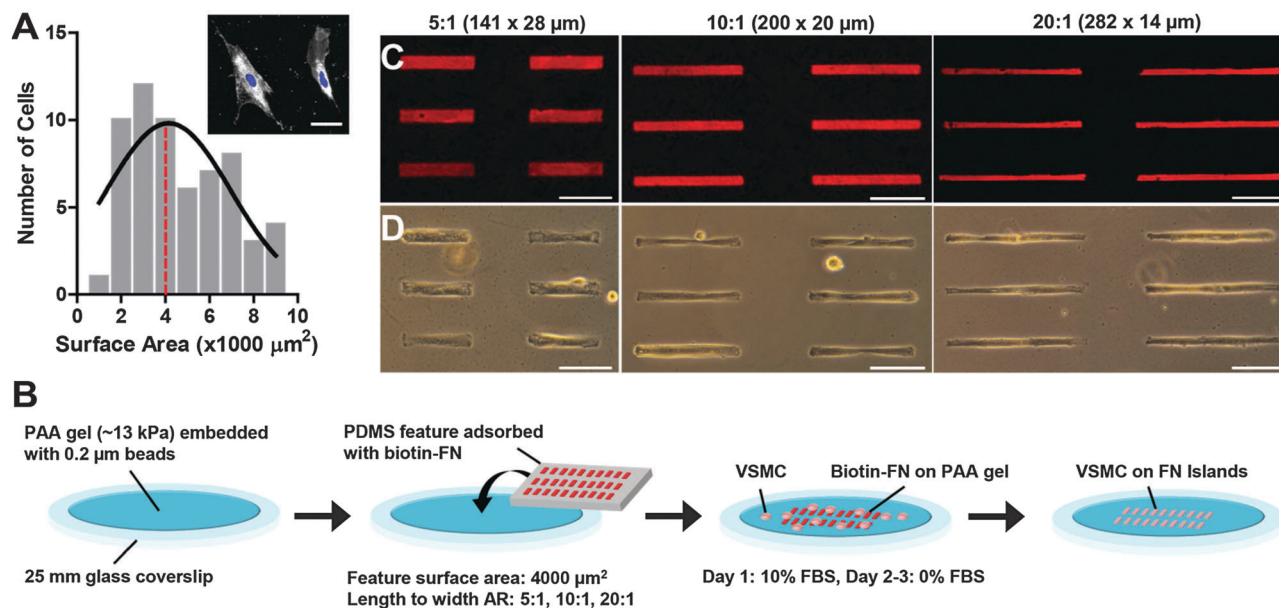 A
15
10
5
0
Number of Cells
0 2 4 6 8 10
Surface Area (x1000 μm²)
5:1 (141 x 28 μm)
10:1 (200 x 20 μm)
20:1 (282 x 14 μm)
C
D
B
PAA gel (~13 kPa) embedded
with 0.2 μm beads
25 mm glass coverslip
PDMS feature adsorbed
with biotin-FN
Feature surface area: 4000 μm²
Length to width AR: 5:1, 10:1, 20:1
VSMC
Biotin-FN on PAA gel
Day 1: 10% FBS, Day 2-3: 0% FBS
VSMC on FN Islands